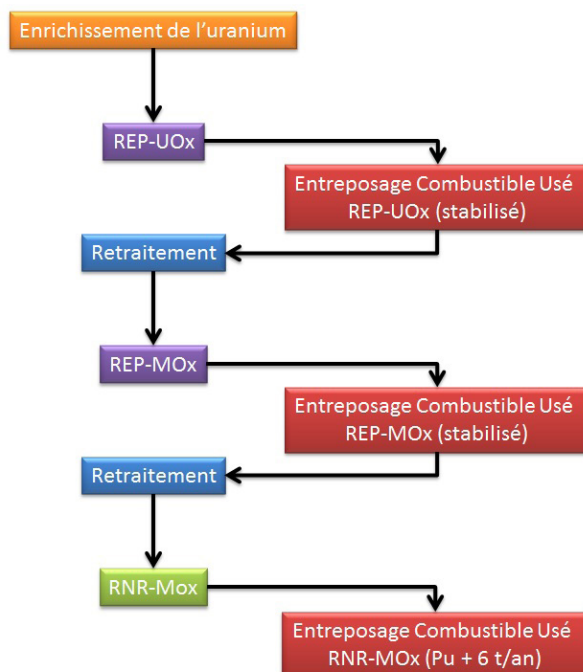 Enrichissement de l'uranium
REP-UOx
Entreposage Combustible Usé
REP-UOx (stabilisé)
Retraitement
REP-MOx
Entreposage Combustible Usé
REP-MOx (stabilisé)
Retraitement
RNR-Mox
Entreposage Combustible Usé
RNR-MOx (Pu + 6 t/an)